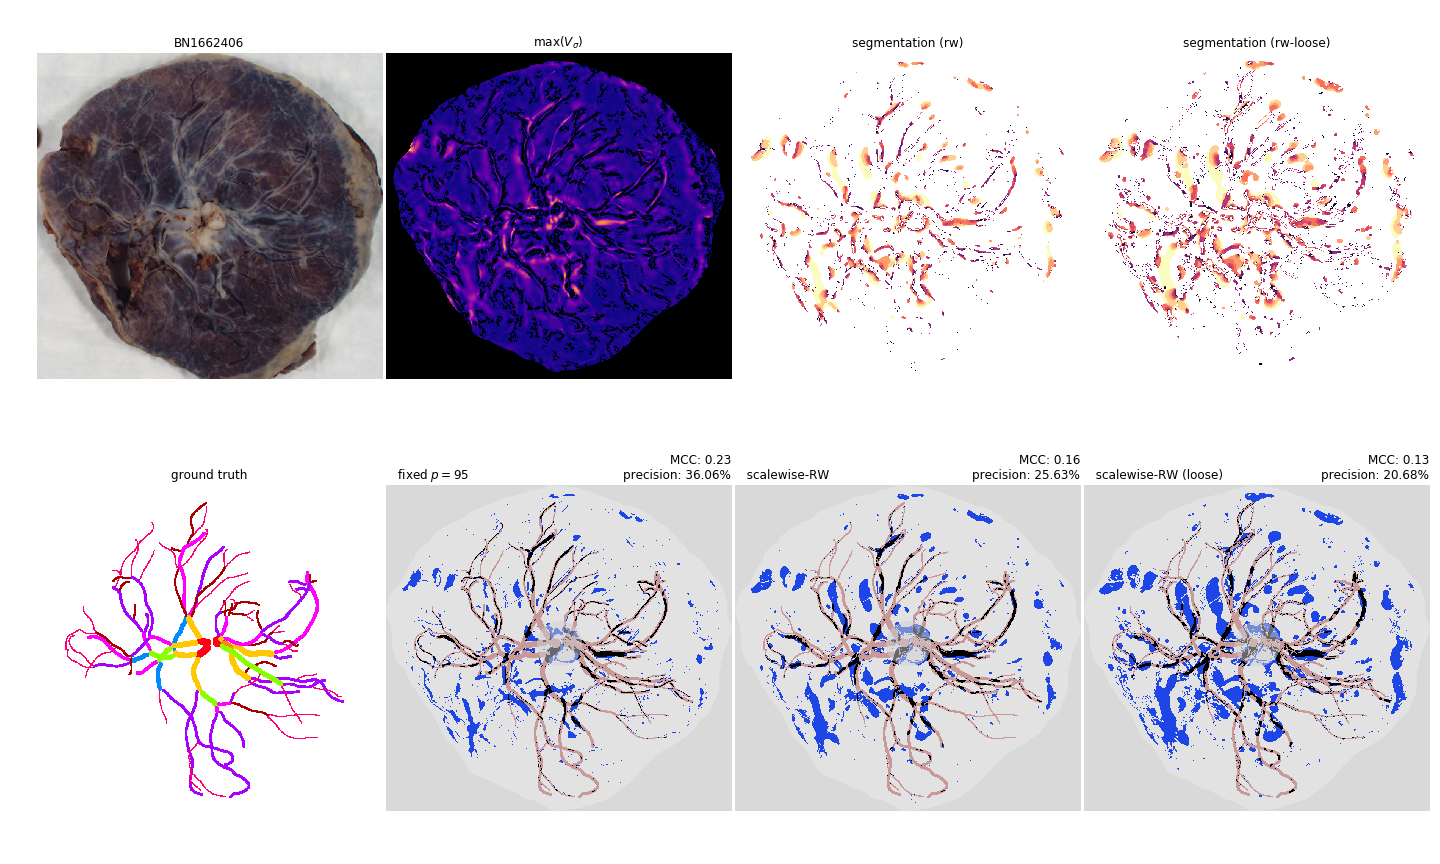 BN1662406
max(V_σ)
segmentation (rw)
segmentation (rw-loose)
ground truth
fixed p = 95
MCC: 0.23
precision: 36.06%
scalewise-RW
MCC: 0.16
precision: 25.63%
scalewise-RW (loose)
MCC: 0.13
precision: 20.68%